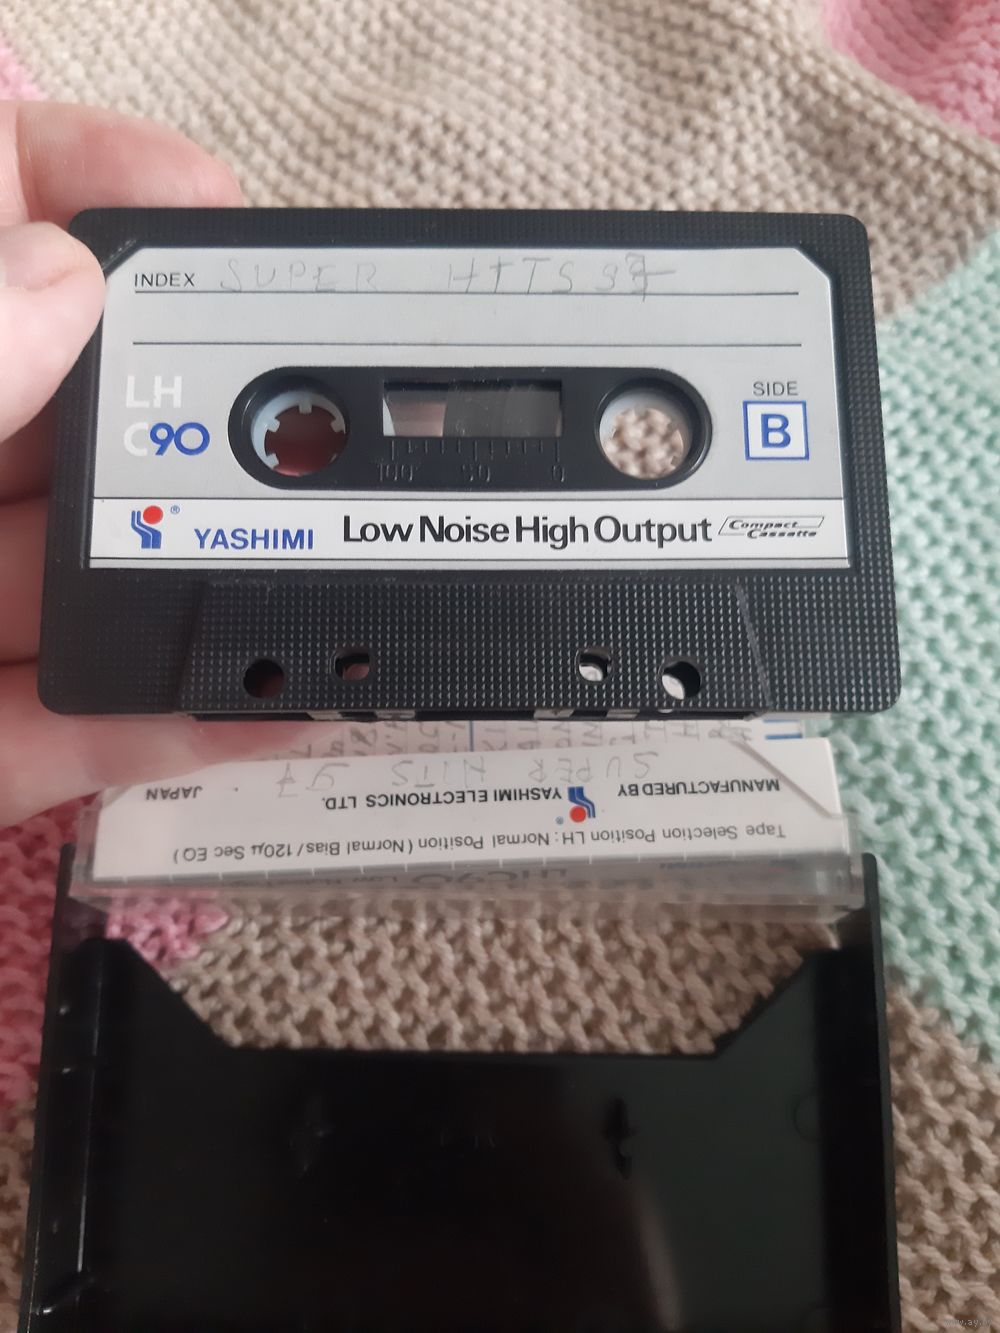 INDEX SUPER HITS 97
LH
C90
100 50 0
SIDE
B
YASHIMI Low Noise High Output Compact Cassette
SUPER HITS 97
MANUFACTURED BY YASHIMI ELECTRONICS LTD. JAPAN
Tape Selection Position LH: Normal Position (Normal Bias/120μ Sec EQ)